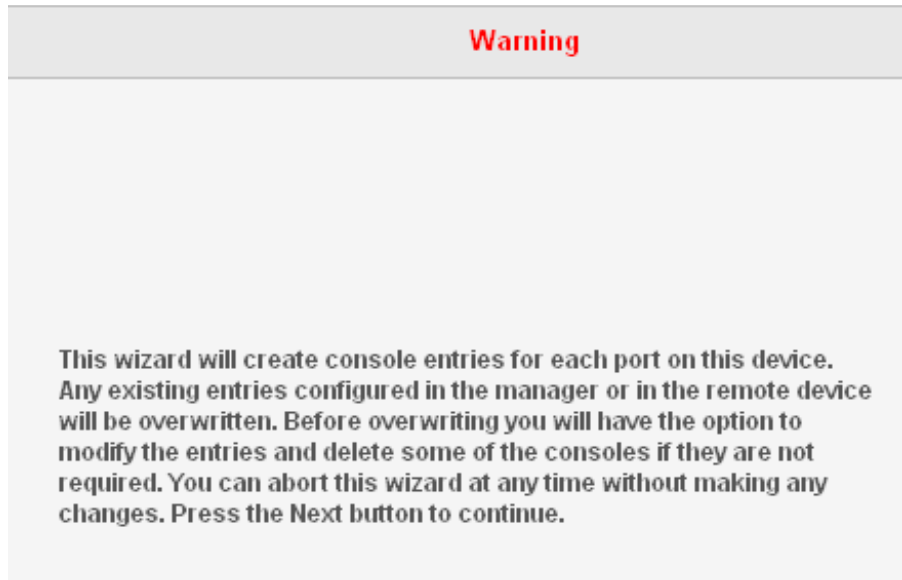 Warning
This wizard will create console entries for each port on this device.
Any existing entries configured in the manager or in the remote device
will be overwritten. Before overwriting you will have the option to
modify the entries and delete some of the consoles if they are not
required. You can abort this wizard at any time without making any
changes. Press the Next button to continue.